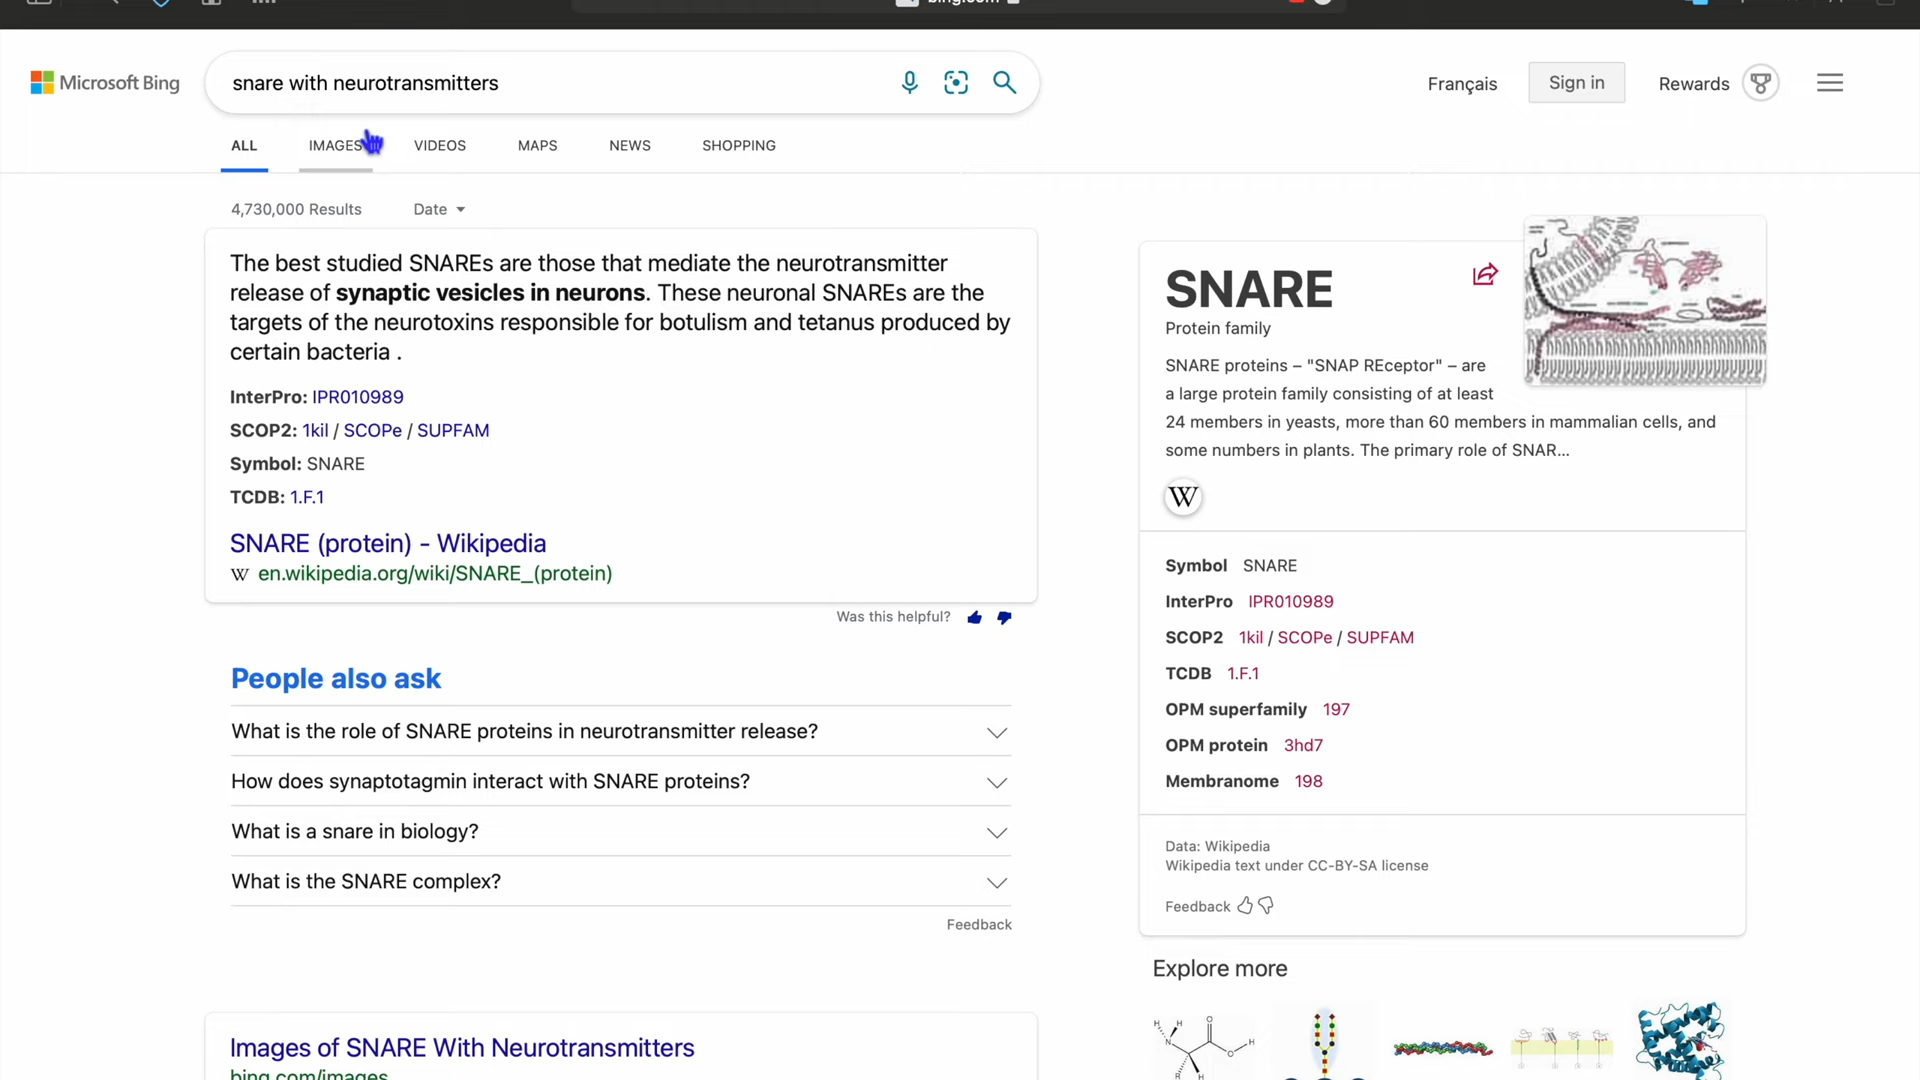 Microsoft Bing
snare with neurotransmitters
Français
Sign in
Rewards
ALL
IMAGES
VIDEOS
MAPS
NEWS
SHOPPING
4,730,000 Results
Date
The best studied SNAREs are those that mediate the neurotransmitter
release of synaptic vesicles in neurons. These neuronal SNAREs are the
targets of the neurotoxins responsible for botulism and tetanus produced by
certain bacteria .
InterPro: IPR010989
SCOP2: 1kil / SCOPe / SUPFAM
Symbol: SNARE
TCDB: 1.F.1
SNARE (protein) - Wikipedia
W en.wikipedia.org/wiki/SNARE_(protein)
Was this helpful?
People also ask
What is the role of SNARE proteins in neurotransmitter release?
How does synaptotagmin interact with SNARE proteins?
What is a snare in biology?
What is the SNARE complex?
Feedback
Images of SNARE With Neurotransmitters
bing.com/images
SNARE
Protein family
SNARE proteins – "SNAP REceptor" – are
a large protein family consisting of at least
24 members in yeasts, more than 60 members in mammalian cells, and
some numbers in plants. The primary role of SNAR...
W
Symbol SNARE
InterPro IPR010989
SCOP2 1kil / SCOPe / SUPFAM
TCDB 1.F.1
OPM superfamily 197
OPM protein 3hd7
Membranome 198
Data: Wikipedia
Wikipedia text under CC-BY-SA license
Feedback
Explore more